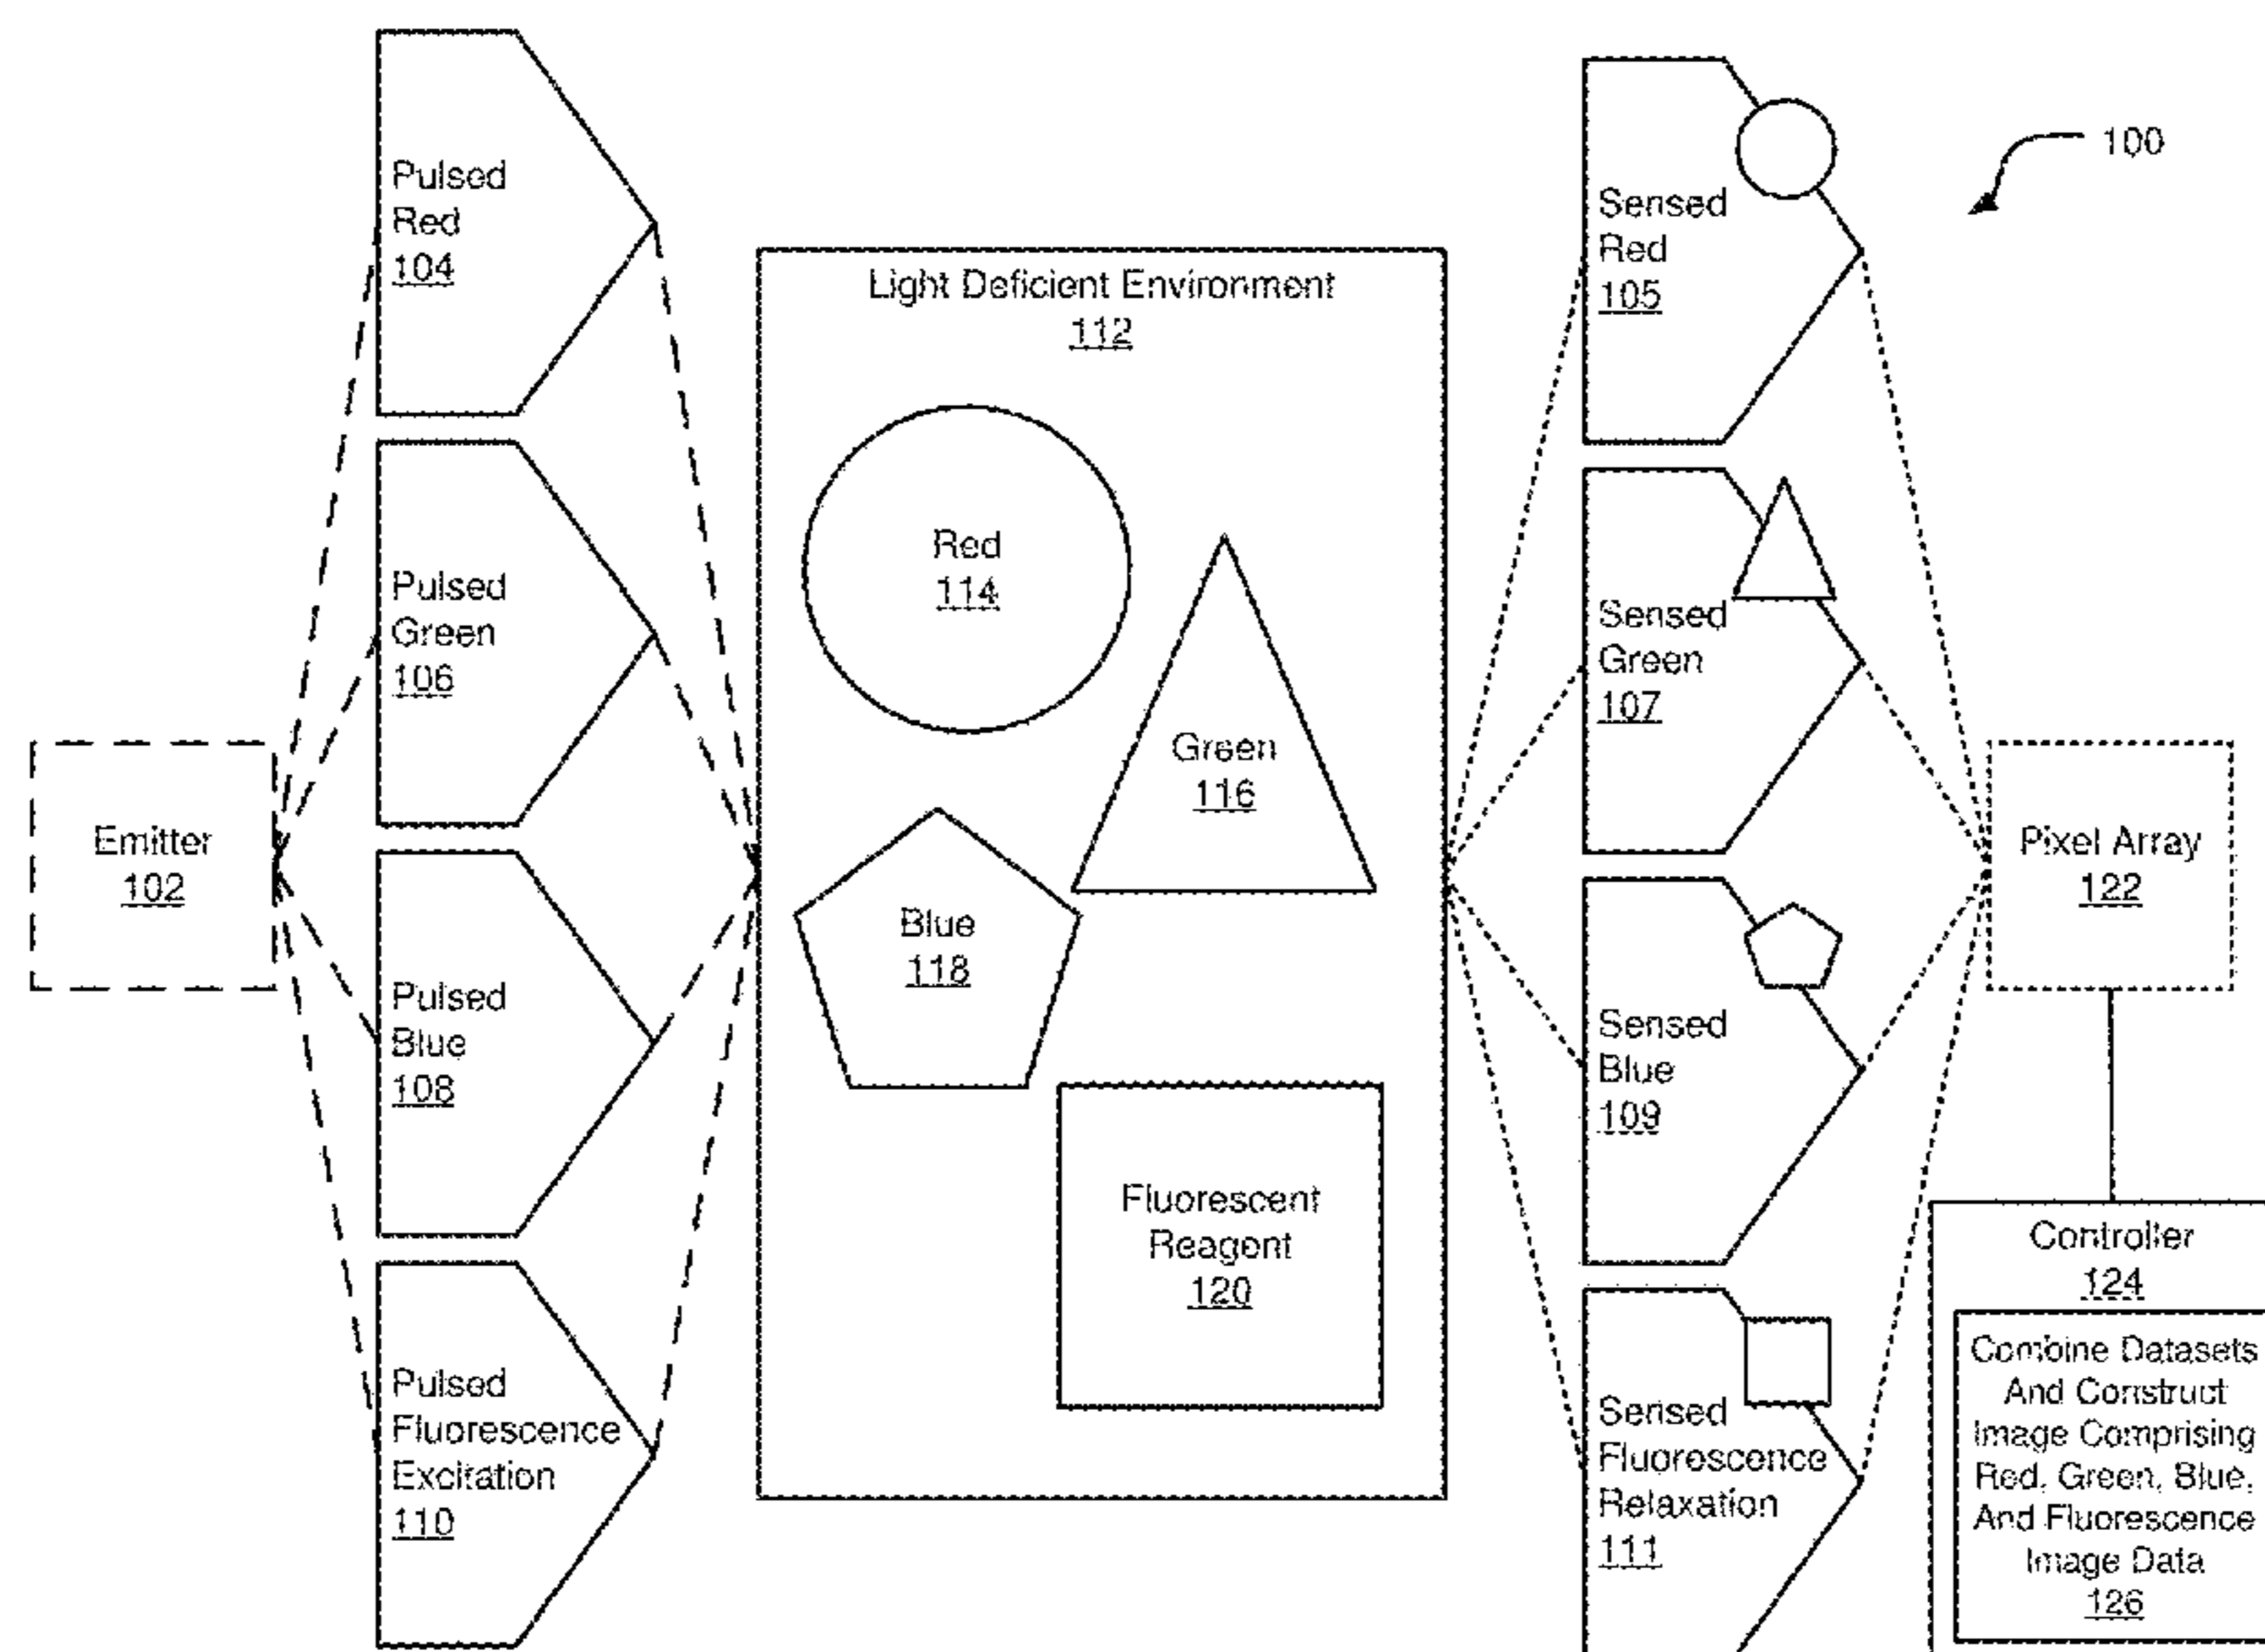 Pulsed
Red
104
Pulsed
Green
106
Emitter
102
Pulsed
Blue
108
Pulsed
Fluorescence
Excitation
110
Light Deficient Environment
112
Red
114
Green
116
Blue
118
Fluorescent
Reagent
120
Sensed
Red
105
100
Sensed
Green
107
Sensed
Blue
109
Sensed
Fluorescence
Relaxation
111
Pixel Array
122
Controller
124
Combine Datasets
And Construct
Image Comprising
Red, Green, Blue,
And Fluorescence
Image Data
126